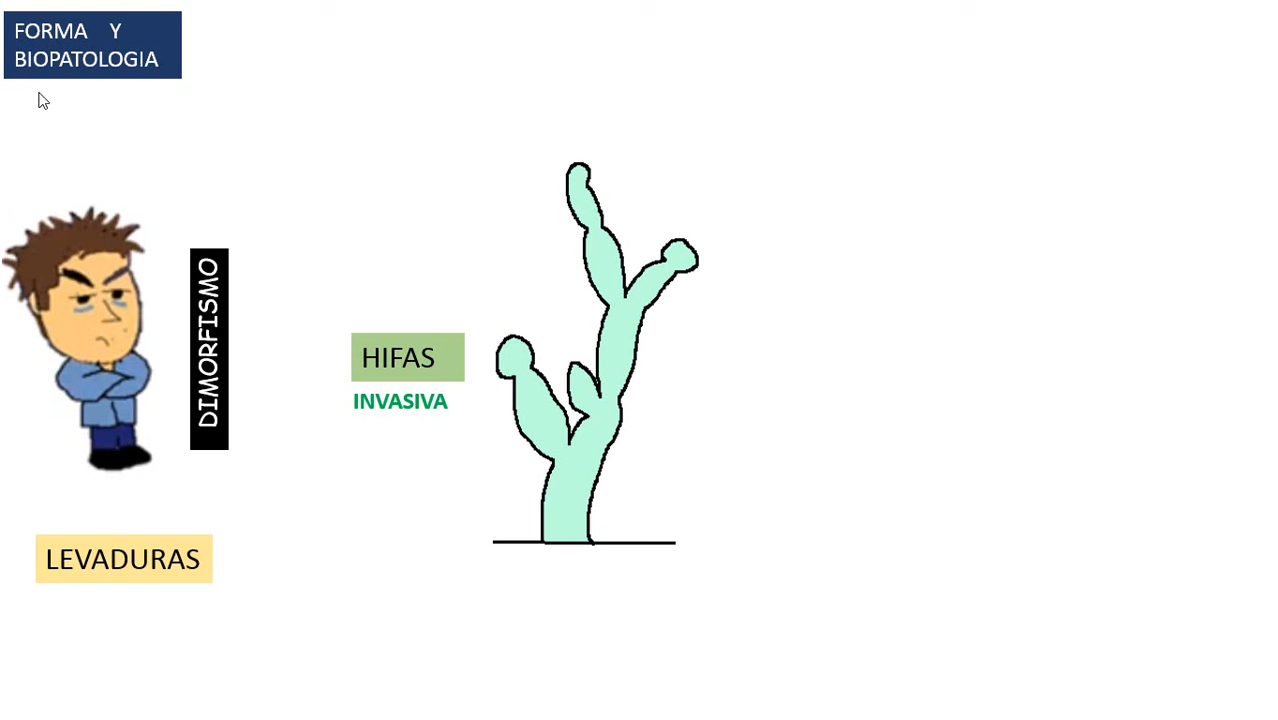 FORMA Y
BIOPATOLOGIA
DIMORFISMO
HIFAS
INVASIVA
LEVADURAS